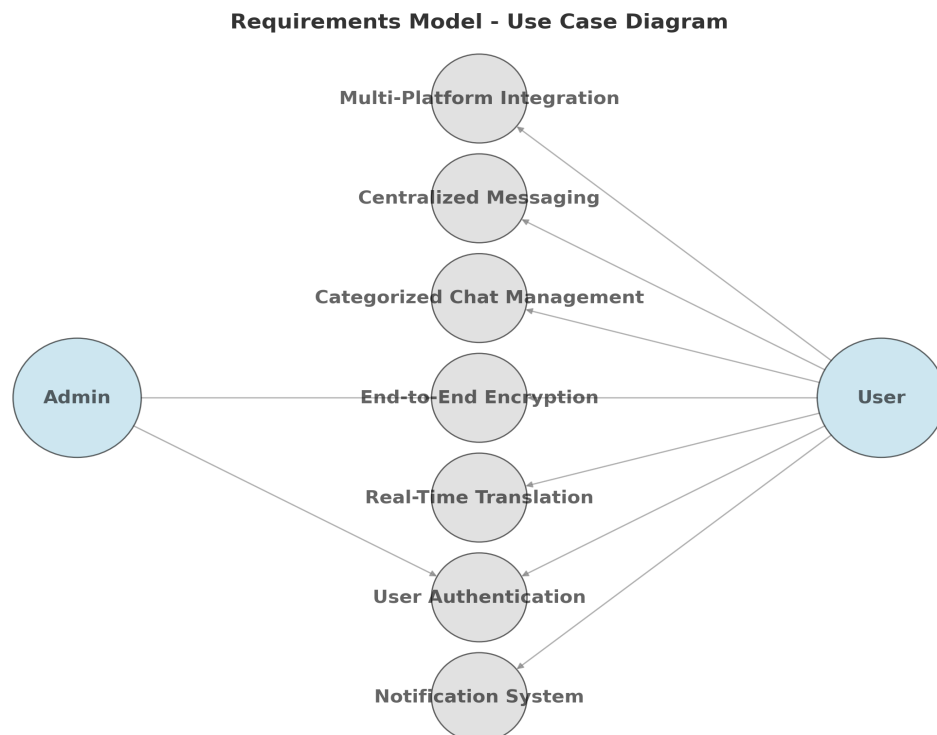 Requirements Model - Use Case Diagram
Multi-Platform Integration
Centralized Messaging
Categorized Chat Management
Admin
End-to-End Encryption
User
Real-Time Translation
User Authentication
Notification System